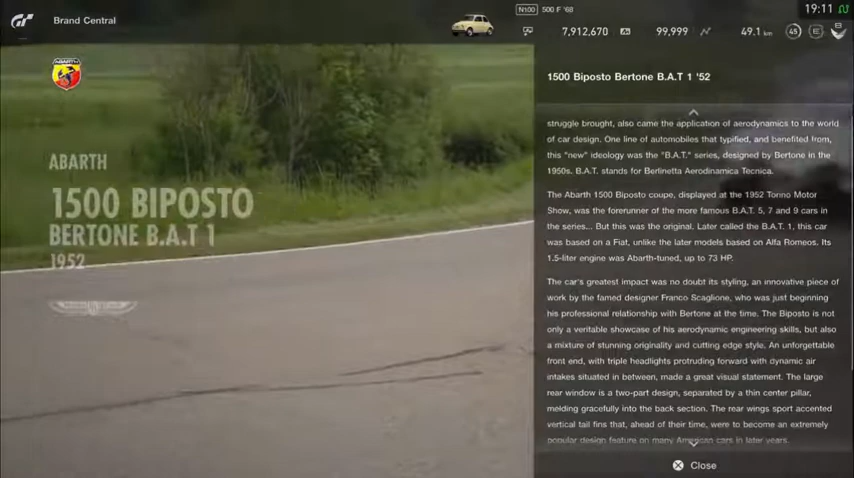 GT
Brand Central
N100 500 F '68
19:11
7,912,670
99,999
49.1 km
45
E
B
ABARTH
ABARTH
1500 BIPOSTO
BERTONE B.A.T 1
1952
1500 Biposto Bertone B.A.T 1 '52
struggle brought, also came the application of aerodynamics to the world
of car design. One line of automobiles that typified, and benefited from,
this "new" ideology was the "B.A.T." series, designed by Bertone in the
1950s. B.A.T. stands for Berlinetta Aerodinamica Tecnica.
The Abarth 1500 Biposto coupe, displayed at the 1952 Torino Motor
Show, was the forerunner of the more famous B.A.T. 5, 7 and 9 cars in
the series... But this was the original. Later called the B.A.T. 1, this car
was based on a Fiat, unlike the later models based on Alfa Romeos. Its
1.5-liter engine was Abarth-tuned, up to 73 HP.
The car's greatest impact was no doubt its styling, an innovative piece of
work by the famed designer Franco Scaglione, who was just beginning
his professional relationship with Bertone at the time. The Biposto is not
only a veritable showcase of his aerodynamic engineering skills, but also
a mixture of stunning originality and cutting edge style. An unforgettable
front end, with triple headlights protruding forward with dynamic air
intakes situated in between, made a great visual statement. The large
rear window is a two-part design, separated by a thin center pillar,
melding gracefully into the back section. The rear wings sport accented
vertical tail fins that, ahead of their time, were to become an extremely
popular design feature on many American cars in later years.
Close